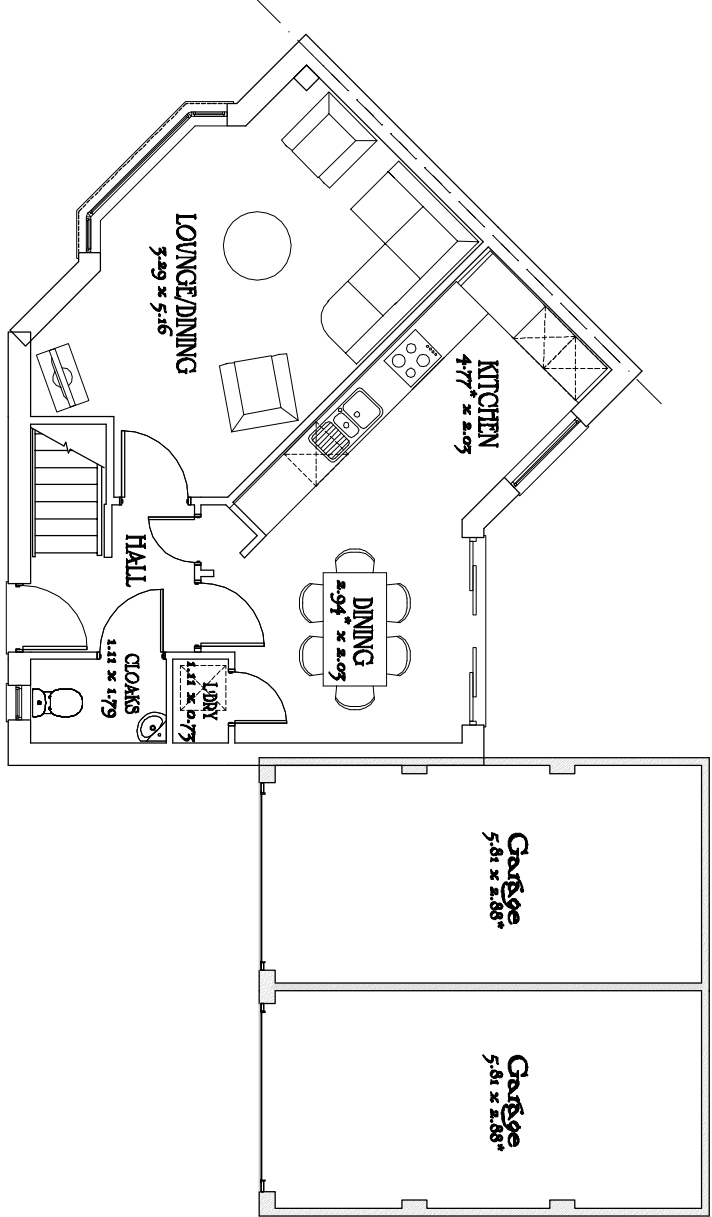 LOUNGE/DINING
3.29 x 5.16
KITCHEN
4.77* x 2.03
HALL
DINING
2.94* x 2.03
CLOAKS
1.11 x 1.79
L'DRY
1.11 x 0.73
Garage
5.81 x 2.88*
Garage
5.81 x 2.88*